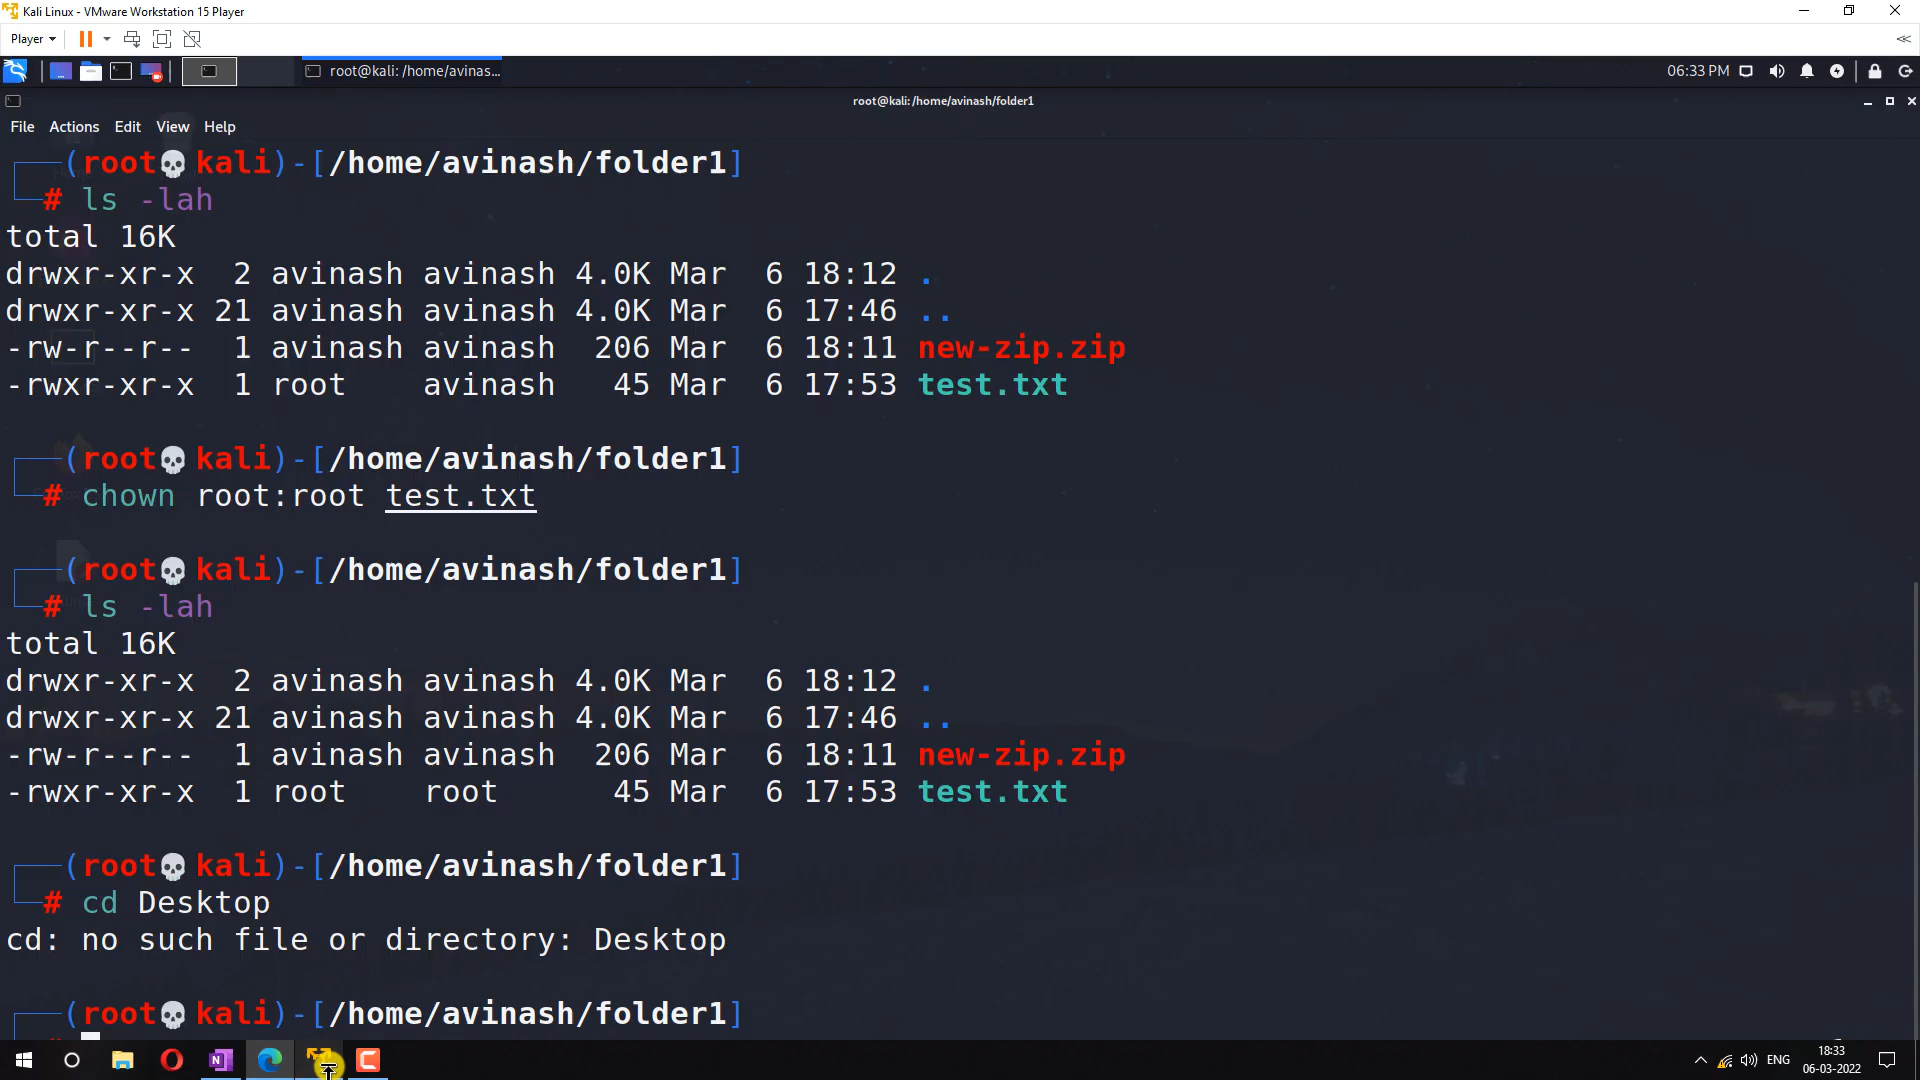 Kali Linux - VMware Workstation 15 Player
Player
root@kali: /home/avinas... 06:33 PM
root@kali: /home/avinash/folder1
File Actions Edit View Help
(root💀kali)-[/home/avinash/folder1]
# ls -lah
total 16K
drwxr-xr-x 2 avinash avinash 4.0K Mar 6 18:12 .
drwxr-xr-x 21 avinash avinash 4.0K Mar 6 17:46 ..
-rw-r--r-- 1 avinash avinash 206 Mar 6 18:11 new-zip.zip
-rwxr-xr-x 1 root avinash 45 Mar 6 17:53 test.txt
(root💀kali)-[/home/avinash/folder1]
# chown root:root test.txt
(root💀kali)-[/home/avinash/folder1]
# ls -lah
total 16K
drwxr-xr-x 2 avinash avinash 4.0K Mar 6 18:12 .
drwxr-xr-x 21 avinash avinash 4.0K Mar 6 17:46 ..
-rw-r--r-- 1 avinash avinash 206 Mar 6 18:11 new-zip.zip
-rwxr-xr-x 1 root root 45 Mar 6 17:53 test.txt
(root💀kali)-[/home/avinash/folder1]
# cd Desktop
cd: no such file or directory: Desktop
(root💀kali)-[/home/avinash/folder1]
ENG 18:33
06-03-2022